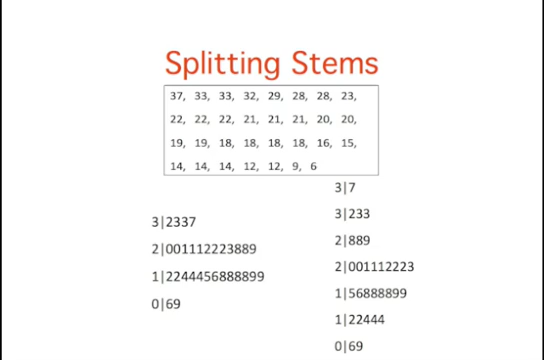 Splitting Stems
37, 33, 33, 32, 29, 28, 28, 23,
22, 22, 22, 21, 21, 21, 20, 20,
19, 19, 18, 18, 18, 18, 16, 15,
14, 14, 14, 12, 12, 9, 6
3|2337
2|001112223889
1|2244456888899
0|69
3|7
3|233
2|889
2|001112223
1|56888899
1|22444
0|69